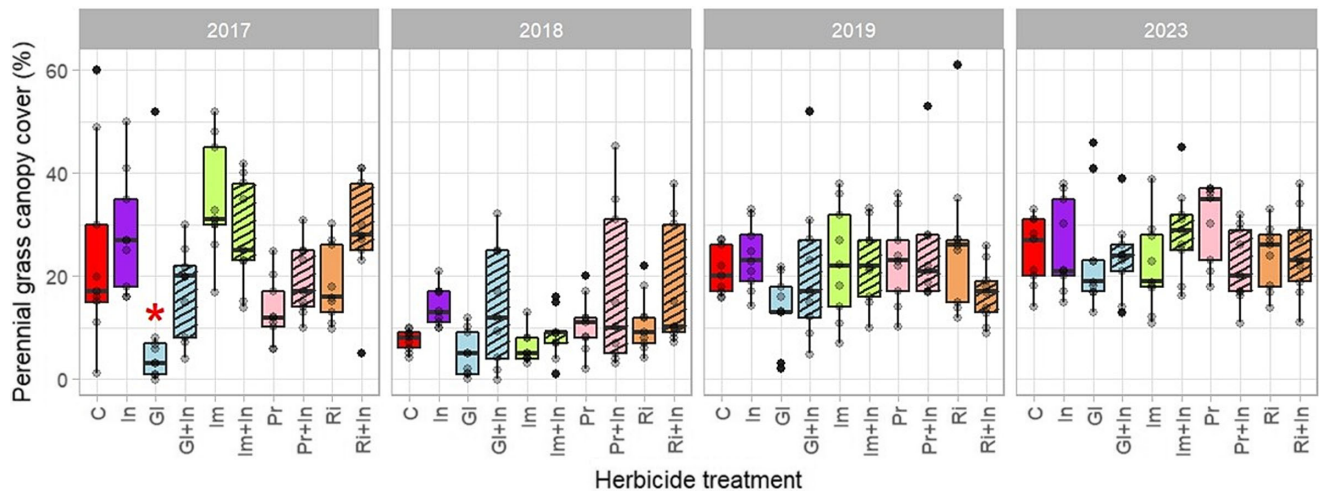 2017 2018 2019 2023
Perennial grass canopy cover (%)
60
40
20
0
*
C In Gl Gl+In Im Im+In Pr Pr+In Ri Ri+In
C In Gl Gl+In Im Im+In Pr Pr+In Ri Ri+In
C In Gl Gl+In Im Im+In Pr Pr+In Ri Ri+In
C In Gl Gl+In Im Im+In Pr Pr+In Ri Ri+In
Herbicide treatment